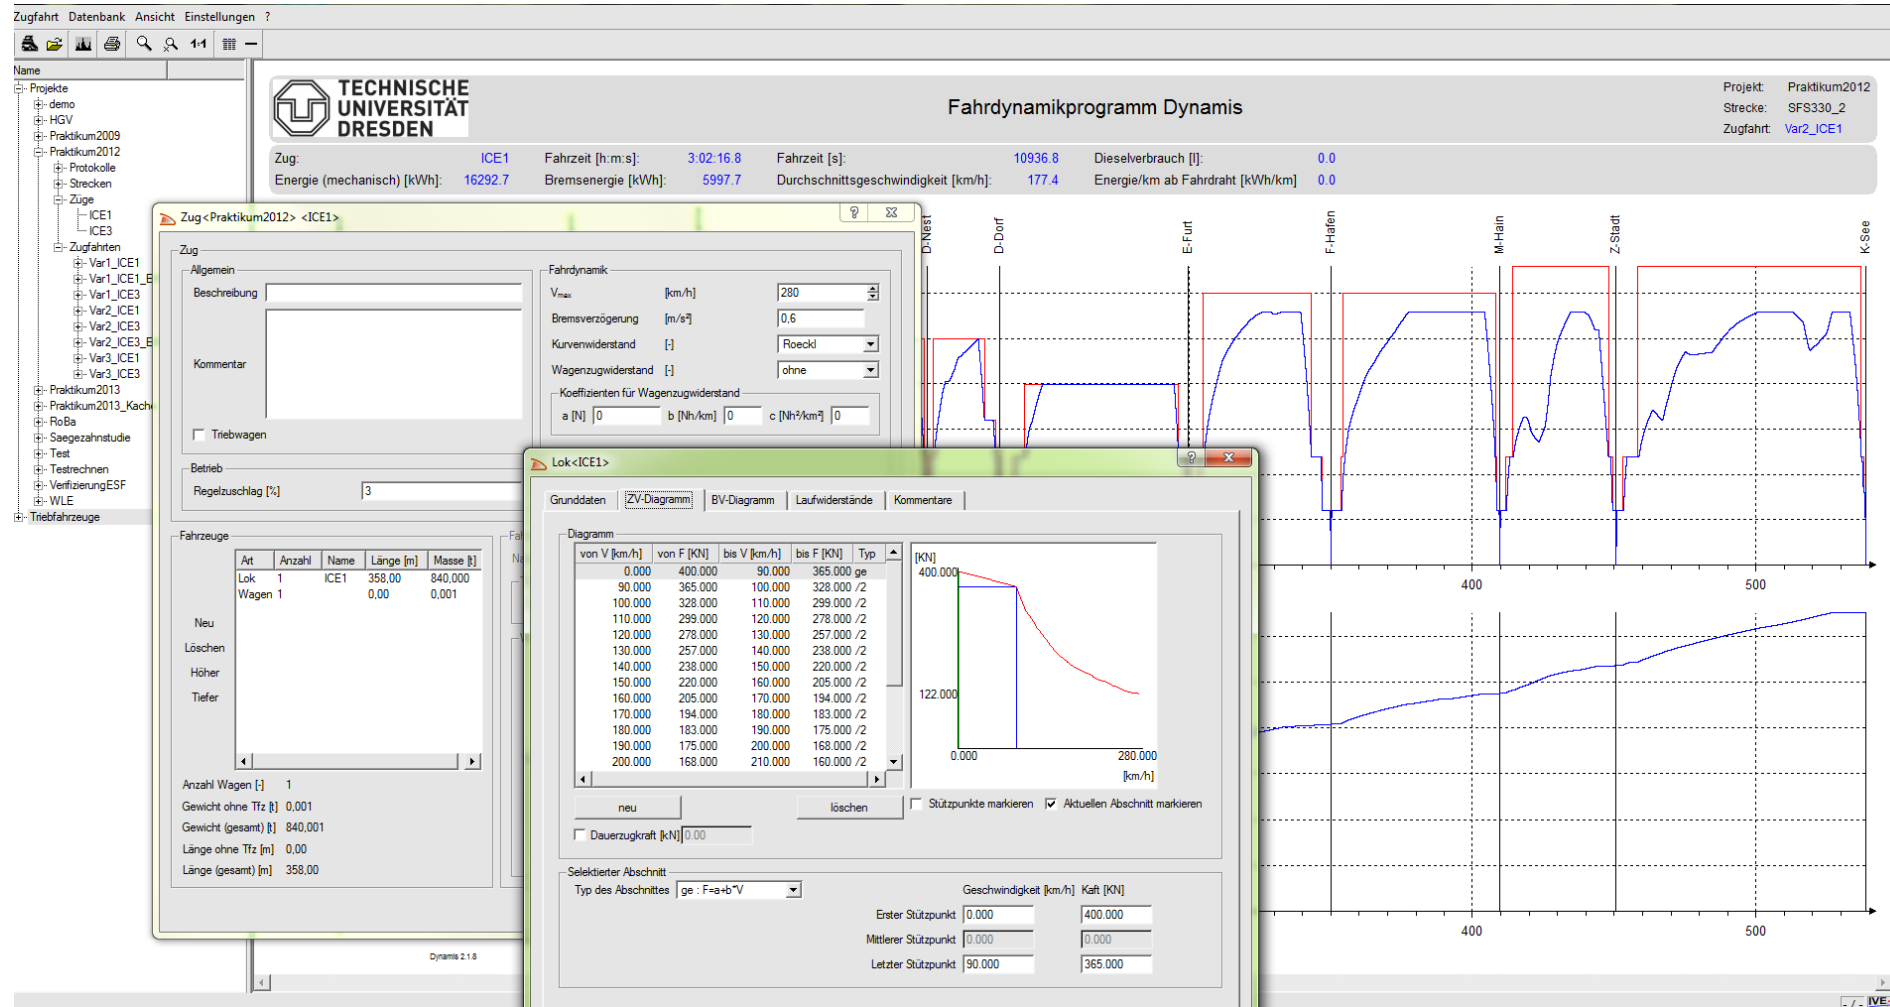 Zugfahrt Datenbank Ansicht Einstellungen ?
1:1
Name
Projekte
demo
HGV
Praktikum2009
Praktikum2012
Protokolle
Strecken
Züge
ICE1
ICE3
Zugfahrten
Var1_ICE1
Var1_ICE1_E
Var1_ICE3
Var2_ICE1
Var2_ICE3
Var2_ICE3_E
Var3_ICE1
Var3_ICE3
Praktikum2013
Praktikum2013_Kach
RoBa
Saegezahnstudie
Test
Testrechnen
VerifizierungESF
WLE
Triebfahrzeuge
TECHNISCHE
UNIVERSITÄT
DRESDEN
Fahrdynamikprogramm Dynamis
Projekt: Praktikum2012
Strecke: SFS330_2
Zugfahrt: Var2_ICE1
Zug: ICE1 Fahrzeit [h:m:s]: 3:02:16.8 Fahrzeit [s]: 10936.8 Dieselverbrauch [l]: 0.0
Energie (mechanisch) [kWh]: 16292.7 Bremsenergie [kWh]: 5997.7 Durchschnittsgeschwindigkeit [km/h]: 177.4 Energie/km ab Fahrdraht [kWh/km] 0.0
D-Nest D-Dorf E-Furt F-Hafen M-Hain Z-Stadt K-See
400 500
400 500
Zug<Praktikum2012> <ICE1>
Zug
Allgemein
Beschreibung
Kommentar
Triebwagen
Betrieb
Regelzuschlag [%] 3
Fahrdynamik
Vmax [km/h] 280
Bremsverzögerung [m/s²] 0,6
Kurvenwiderstand [-] Roeckl
Wagenzugwiderstand [-] ohne
Koeffizienten für Wagenzugwiderstand
a [N] 0 b [Nh/km] 0 c [Nh²/km²] 0
Fahrzeuge
Art Anzahl Name Länge [m] Masse [t]
Lok 1 ICE1 358,00 840,000
Wagen 1 0,00 0,001
Neu
Löschen
Höher
Tiefer
Anzahl Wagen [-] 1
Gewicht ohne Tfz [t] 0,001
Gewicht (gesamt) [t] 840,001
Länge ohne Tfz [m] 0,00
Länge (gesamt) [m] 358,00
Dynamis 2.1.8
Lok<ICE1>
Grunddaten ZV-Diagramm BV-Diagramm Laufwiderstände Kommentare
Diagramm
von V [km/h] von F [KN] bis V [km/h] bis F [KN] Typ
0.000 400.000 90.000 365.000 ge
90.000 365.000 100.000 328.000 /2
100.000 328.000 110.000 299.000 /2
110.000 299.000 120.000 278.000 /2
120.000 278.000 130.000 257.000 /2
130.000 257.000 140.000 238.000 /2
140.000 238.000 150.000 220.000 /2
150.000 220.000 160.000 205.000 /2
160.000 205.000 170.000 194.000 /2
170.000 194.000 180.000 183.000 /2
180.000 183.000 190.000 175.000 /2
190.000 175.000 200.000 168.000 /2
200.000 168.000 210.000 160.000 /2
[KN]
400.000
122.000
0.000 280.000
[km/h]
neu löschen
Stützpunkte markieren Aktuellen Abschnitt markieren
Dauerzugkraft [kN] 0.00
Selektierter Abschnitt
Typ des Abschnittes ge : F=a+b*V
Geschwindigkeit [km/h] Kaft [KN]
Erster Stützpunkt 0.000 400.000
Mittlerer Stützpunkt 0.000 0.000
Letzter Stützpunkt 90.000 365.000
- / - IVE